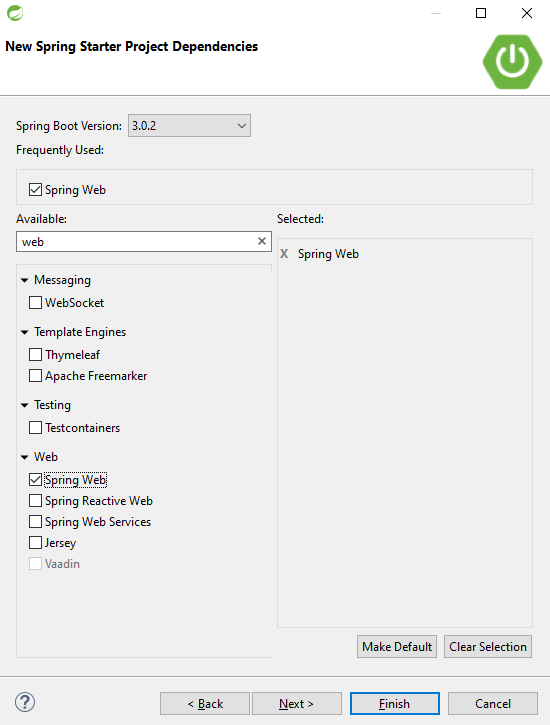 New Spring Starter Project Dependencies
Spring Boot Version: 3.0.2
Frequently Used:
Spring Web
Available:
Selected:
web
X Spring Web
Messaging
WebSocket
Template Engines
Thymeleaf
Apache Freemarker
Testing
Testcontainers
Web
Spring Web
Spring Reactive Web
Spring Web Services
Jersey
Vaadin
Make Default Clear Selection
? < Back Next > Finish Cancel